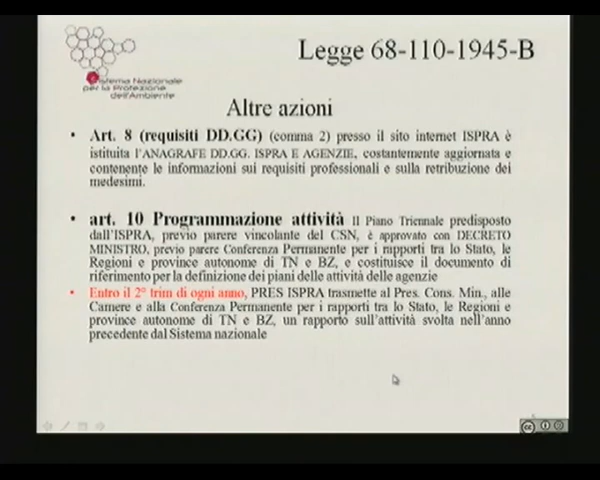 Legge 68-110-1945-B
Sistema Nazionale
per la Protezione
dell'Ambiente
Altre azioni
• Art. 8 (requisiti DD.GG) (comma 2) presso il sito internet ISPRA è
istituita l'ANAGRAFE DD.GG. ISPRA E AGENZIE, costantemente aggiornata e
contenente le informazioni sui requisiti professionali e sulla retribuzione dei
medesimi.
• art. 10 Programmazione attività Il Piano Triennale predisposto
dall'ISPRA, previo parere vincolante del CSN, è approvato con DECRETO
MINISTRO, previo parere Conferenza Permanente per i rapporti tra lo Stato, le
Regioni e province autonome di TN e BZ, e costituisce il documento di
riferimento per la definizione dei piani delle attività delle agenzie
• Entro il 2° trim di ogni anno, PRES ISPRA trasmette al Pres. Cons. Min., alle
Camere e alla Conferenza Permanente per i rapporti tra lo Stato, le Regioni e
province autonome di TN e BZ, un rapporto sull'attività svolta nell'anno
precedente dal Sistema nazionale
cc